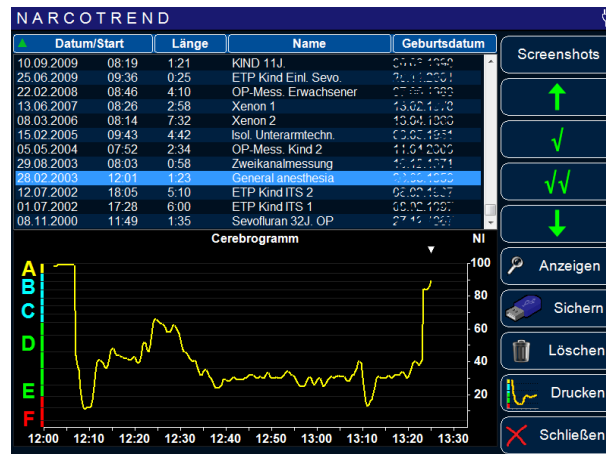 NARCOTREND
Datum/Start Länge Name Geburtsdatum
10.09.2009 08:19 1:21 KIND 11J.
25.06.2009 09:36 0:25 ETP Kind Einl. Sevo.
22.02.2008 08:46 4:10 OP-Mess. Erwachsener
13.06.2007 08:26 2:58 Xenon 1
08.03.2006 08:14 7:32 Xenon 2
15.02.2005 09:43 4:42 Isol. Unterarmtechn.
05.05.2004 07:52 2:34 OP-Mess. Kind 2
29.08.2003 08:03 0:58 Zweikanalmessung
28.02.2003 12:01 1:23 General anesthesia
12.07.2002 18:05 5:10 ETP Kind ITS 2
01.07.2002 17:28 6:00 ETP Kind ITS 1
08.11.2000 11:49 1:35 Sevofluran 32J. OP
Screenshots
√
√√
Anzeigen
Sichern
Löschen
Drucken
Schließen
Cerebrogramm NI
A
B
C
D
E
F
100
80
60
40
20
12:00 12:10 12:20 12:30 12:40 12:50 13:00 13:10 13:20 13:30